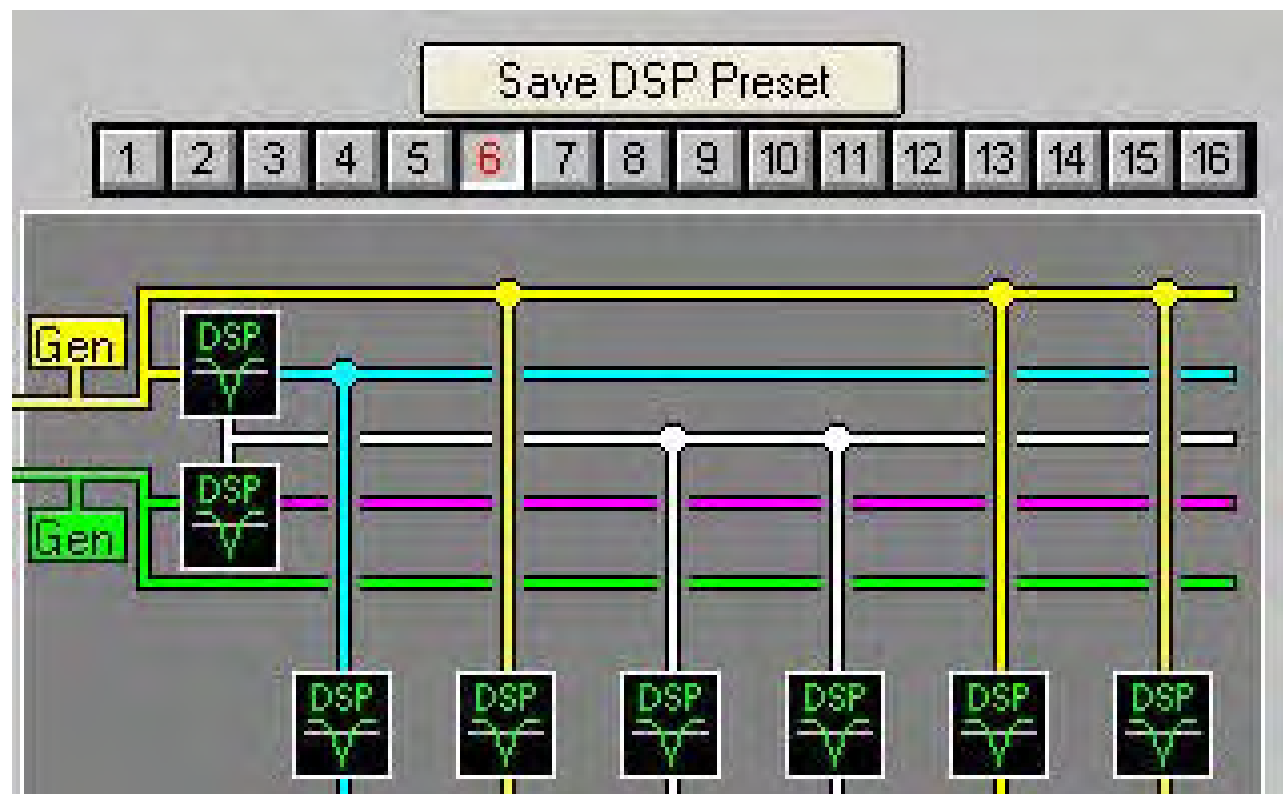 Save DSP Preset
1 2 3 4 5 6 7 8 9 10 11 12 13 14 15 16
Gen
DSP
DSP
Gen
DSP DSP DSP DSP DSP DSP